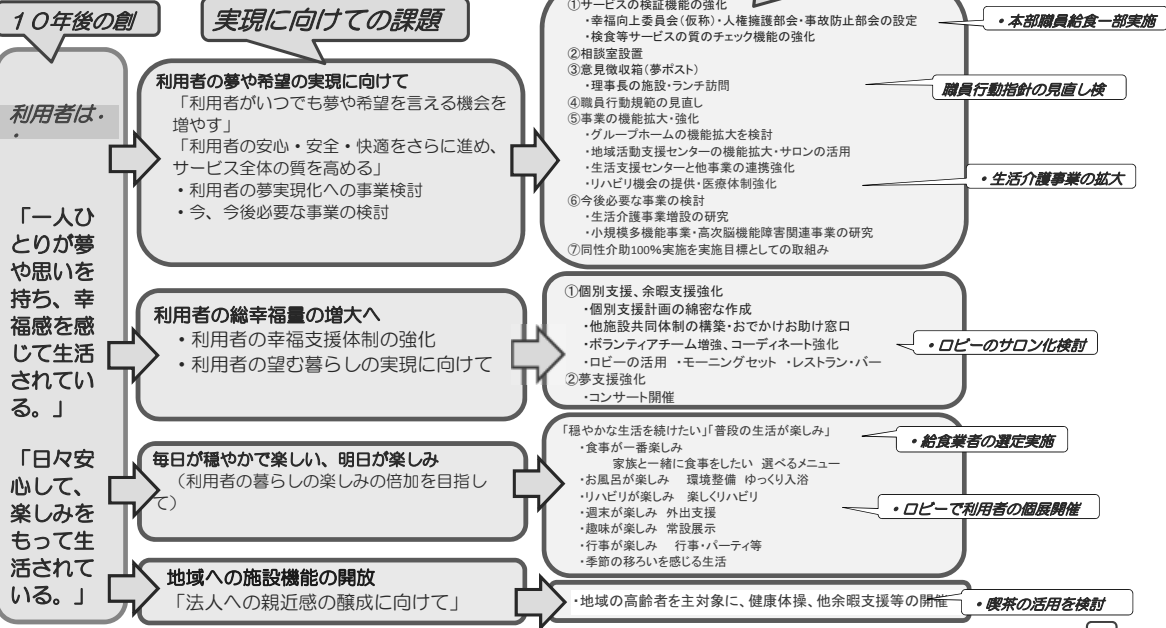 １０年後の創
実現に向けての課題
利用者は・
・
「一人ひ
とりが夢
や思いを
持ち、幸
福感を感
じて生活
されてい
る。」
「日々安
心して、
楽しみを
もって生
活されて
いる。」
利用者の夢や希望の実現に向けて
「利用者がいつでも夢や希望を言える機会を
増やす」
「利用者の安心・安全・快適をさらに進め、
サービス全体の質を高める」
・利用者の夢実現化への事業検討
・今、今後必要な事業の検討
①サービスの検証機能の強化
・幸福向上委員会(仮称)・人権擁護部会・事故防止部会の設定
・検食等サービスの質のチェック機能の強化
②相談室設置
③意見徴収箱(夢ポスト)
・理事長の施設・ランチ訪問
④職員行動規範の見直し
⑤事業の機能拡大・強化
・グループホームの機能拡大を検討
・地域活動支援センターの機能拡大・サロンの活用
・生活支援センターと他事業の連携強化
・リハビリ機会の提供・医療体制強化
⑥今後必要な事業の検討
・生活介護事業増設の研究
・小規模多機能事業・高次脳機能障害関連事業の研究
⑦同性介助100%実施を実施目標としての取組み
・本部職員給食一部実施
職員行動指針の見直し検
・生活介護事業の拡大
利用者の総幸福量の増大へ
・利用者の幸福支援体制の強化
・利用者の望む暮らしの実現に向けて
①個別支援、余暇支援強化
・個別支援計画の綿密な作成
・他施設共同体制の構築・おでかけお助け窓口
・ボランティアチーム増強、コーディネート強化
・ロビーの活用　・モーニングセット　・レストラン・バー
②夢支援強化
・コンサート開催
・ロビーのサロン化検討
毎日が穏やかで楽しい、明日が楽しみ
（利用者の暮らしの楽しみの倍加を目指し
て）
「穏やかな生活を続けたい」「普段の生活が楽しみ」
・食事が一番楽しみ
家族と一緒に食事をしたい　選べるメニュー
・お風呂が楽しみ　環境整備　ゆっくり入浴
・リハビリが楽しみ　楽しくリハビリ
・週末が楽しみ　外出支援
・趣味が楽しみ　常設展示
・行事が楽しみ　行事・パーティ等
・季節の移ろいを感じる生活
・給食業者の選定実施
・ロビーで利用者の個展開催
地域への施設機能の開放
「法人への親近感の醸成に向けて」
・地域の高齢者を主対象に、健康体操、他余暇支援等の開催
・喫茶の活用を検討